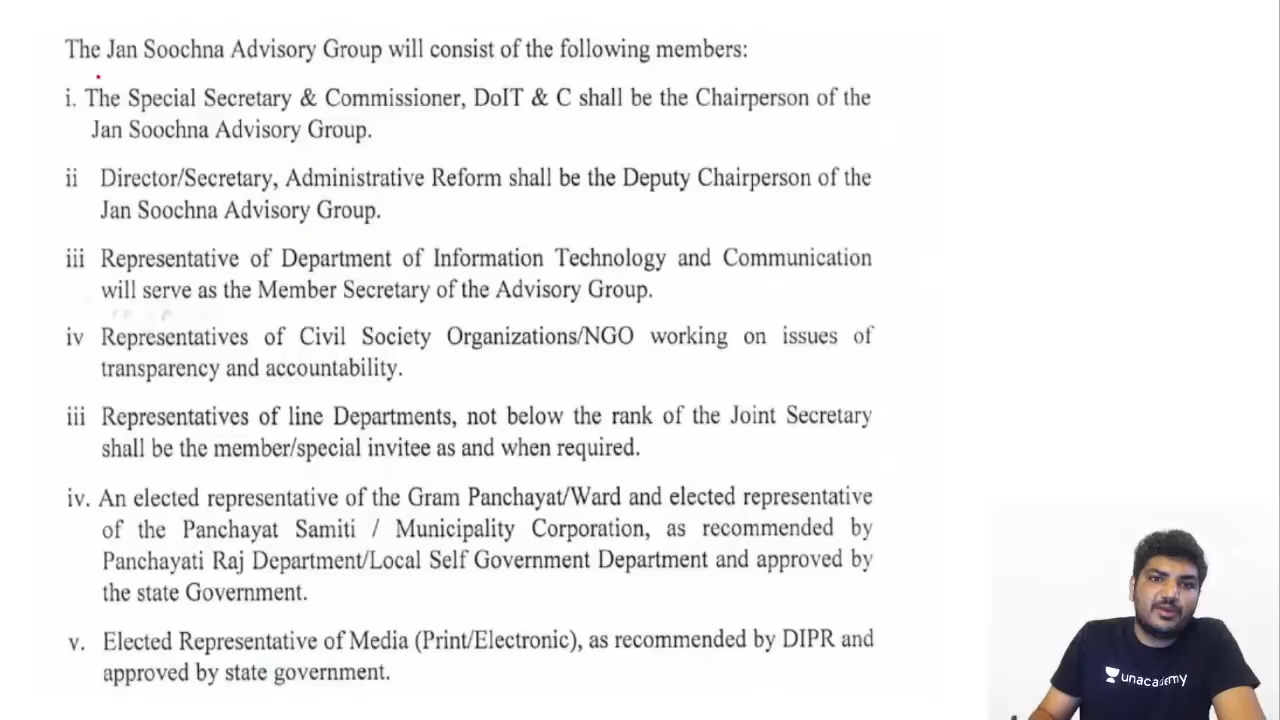 The Jan Soochna Advisory Group will consist of the following members:
i. The Special Secretary & Commissioner, DoIT & C shall be the Chairperson of the
Jan Soochna Advisory Group.
ii Director/Secretary, Administrative Reform shall be the Deputy Chairperson of the
Jan Soochna Advisory Group.
iii Representative of Department of Information Technology and Communication
will serve as the Member Secretary of the Advisory Group.
iv Representatives of Civil Society Organizations/NGO working on issues of
transparency and accountability.
iii Representatives of line Departments, not below the rank of the Joint Secretary
shall be the member/special invitee as and when required.
iv. An elected representative of the Gram Panchayat/Ward and elected representative
of the Panchayat Samiti / Municipality Corporation, as recommended by
Panchayati Raj Department/Local Self Government Department and approved by
the state Government.
v. Elected Representative of Media (Print/Electronic), as recommended by DIPR and
approved by state government.
unacademy